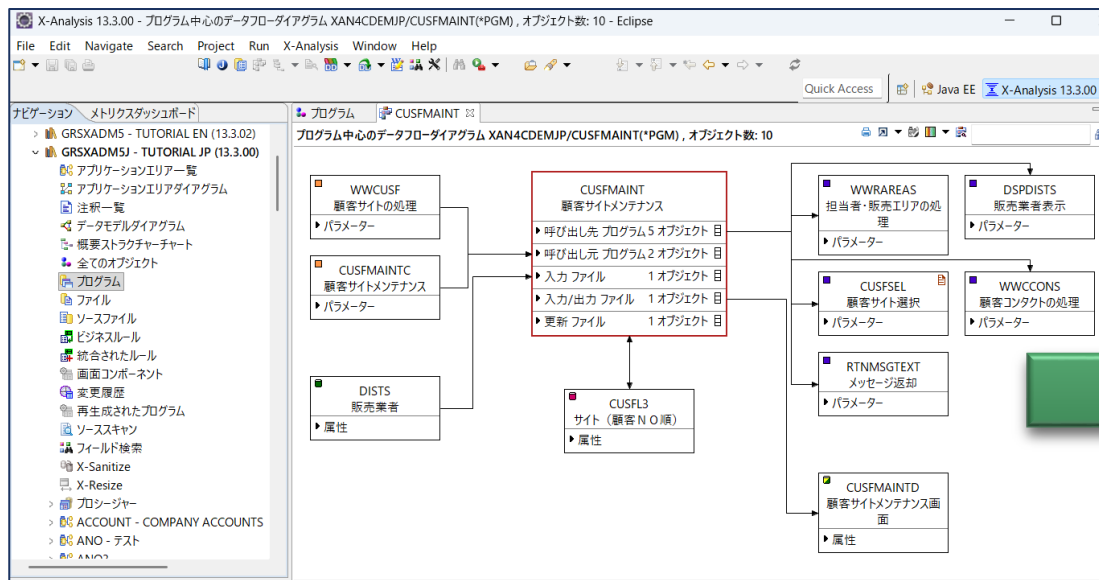 X-Analysis 13.3.00 - プログラム中心のデータフローダイアグラム XAN4CDEMJP/CUSFMAINT(*PGM) , オブジェクト数: 10 - Eclipse
File Edit Navigate Search Project Run X-Analysis Window Help
Quick Access
Java EE
X-Analysis 13.3.00
ナビゲーション
メトリクスダッシュボード
GRSXADM5 - TUTORIAL EN (13.3.02)
GRSXADM5J - TUTORIAL JP (13.3.00)
アプリケーションエリア一覧
アプリケーションエリアダイアグラム
注釈一覧
データモデルダイアグラム
概要ストラクチャーチャート
全てのオブジェクト
プログラム
ファイル
ソースファイル
ビジネスルール
統合されたルール
画面コンポーネント
変更履歴
再生成されたプログラム
ソーススキャン
フィールド検索
X-Sanitize
X-Resize
プロシージャー
ACCOUNT - COMPANY ACCOUNTS
ANO - テスト
ANO2
プログラム
CUSFMAINT
プログラム中心のデータフローダイアグラム XAN4CDEMJP/CUSFMAINT(*PGM) , オブジェクト数: 10
WWCUSF
顧客サイトの処理
パラメーター
CUSFMAINTC
顧客サイトメンテナンス
パラメーター
DISTS
販売業者
属性
CUSFMAINT
顧客サイトメンテナンス
呼び出し先 プログラム 5 オブジェクト
呼び出し元 プログラム 2 オブジェクト
入力 ファイル 1 オブジェクト
入力/出力 ファイル 1 オブジェクト
更新 ファイル 1 オブジェクト
CUSFL3
サイト（顧客ＮＯ順）
属性
WWRAREAS
担当者・販売エリアの処
理
パラメーター
DSPDISTS
販売業者表示
パラメーター
CUSFSEL
顧客サイト選択
パラメーター
WWCCONS
顧客コンタクトの処理
パラメーター
RTNMSGTEXT
メッセージ返却
パラメーター
CUSFMAINTD
顧客サイトメンテナンス画
面
属性